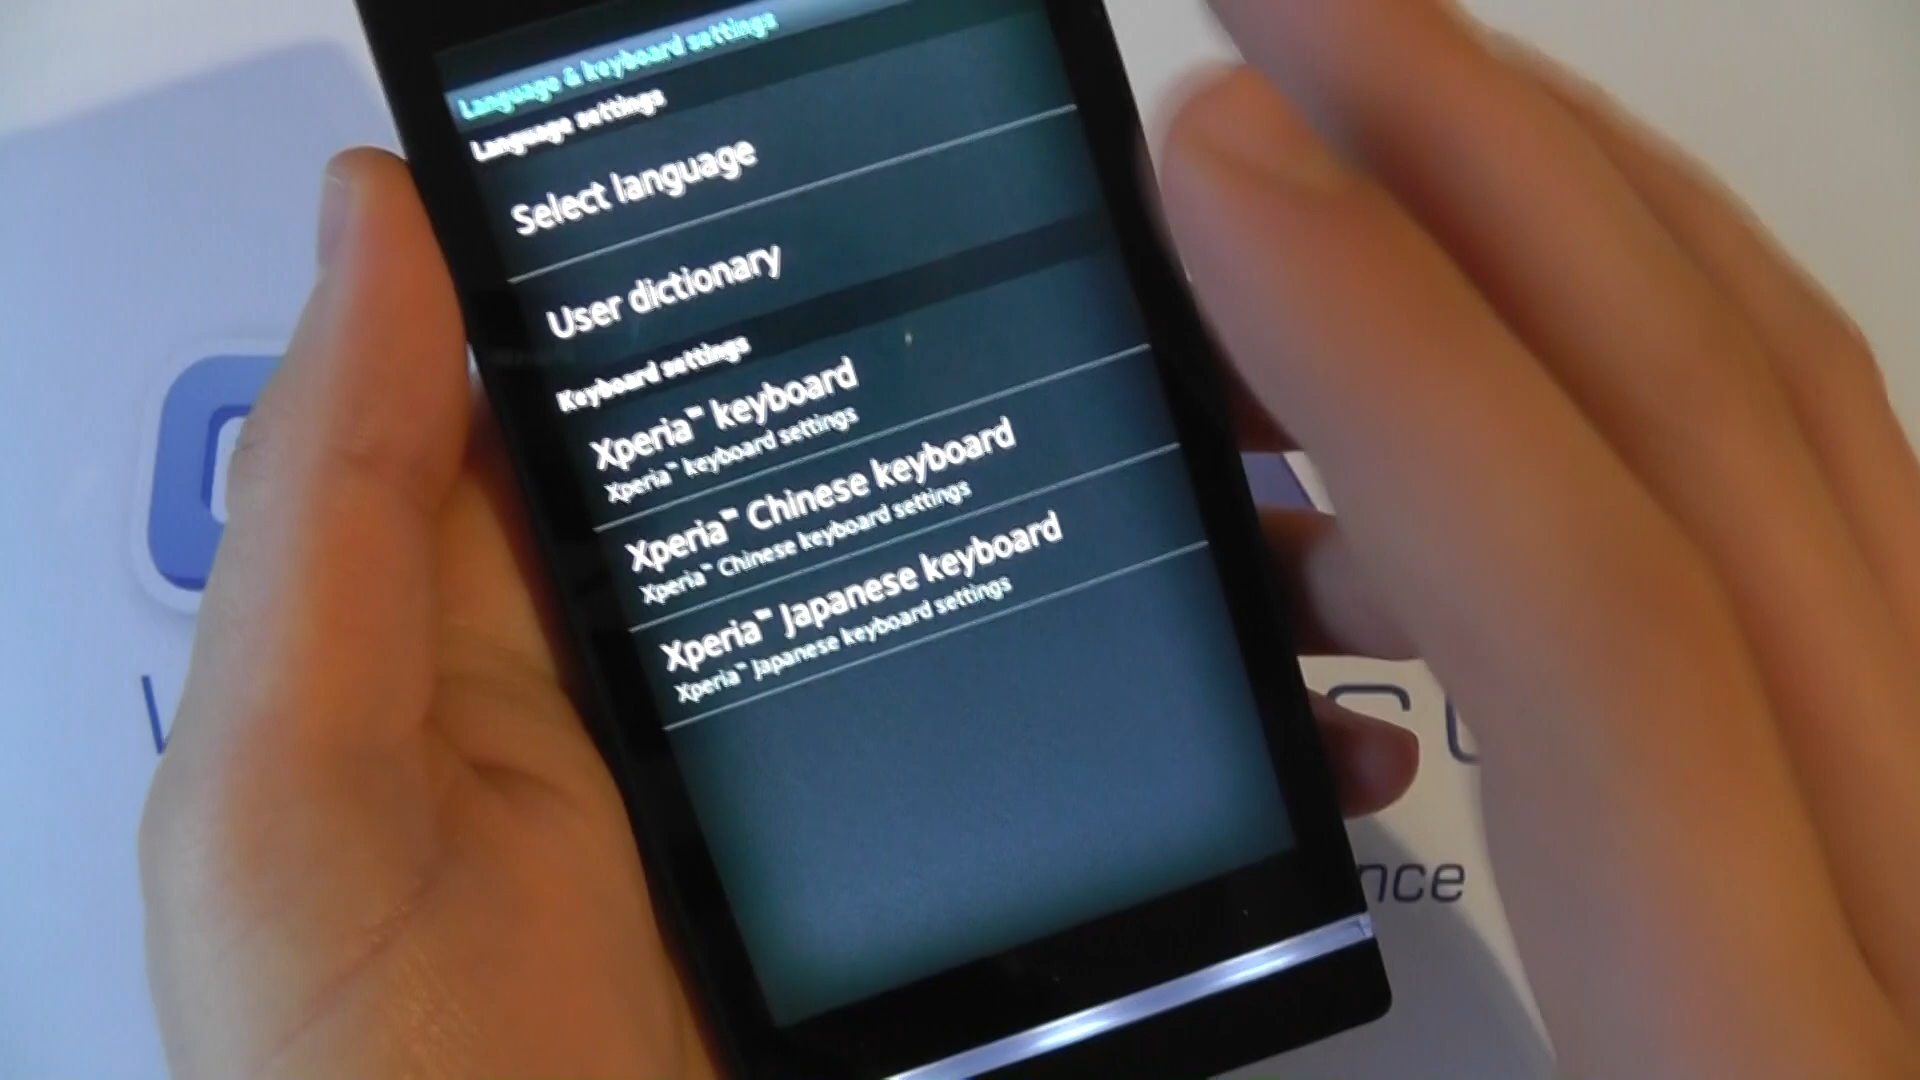 Language & keyboard settings
Language settings
Select language
User dictionary
Keyboard settings
Xperia™ keyboard
Xperia™ keyboard settings
Xperia™ Chinese keyboard
Xperia™ Chinese keyboard settings
Xperia™ Japanese keyboard
Xperia™ Japanese keyboard settings
nce